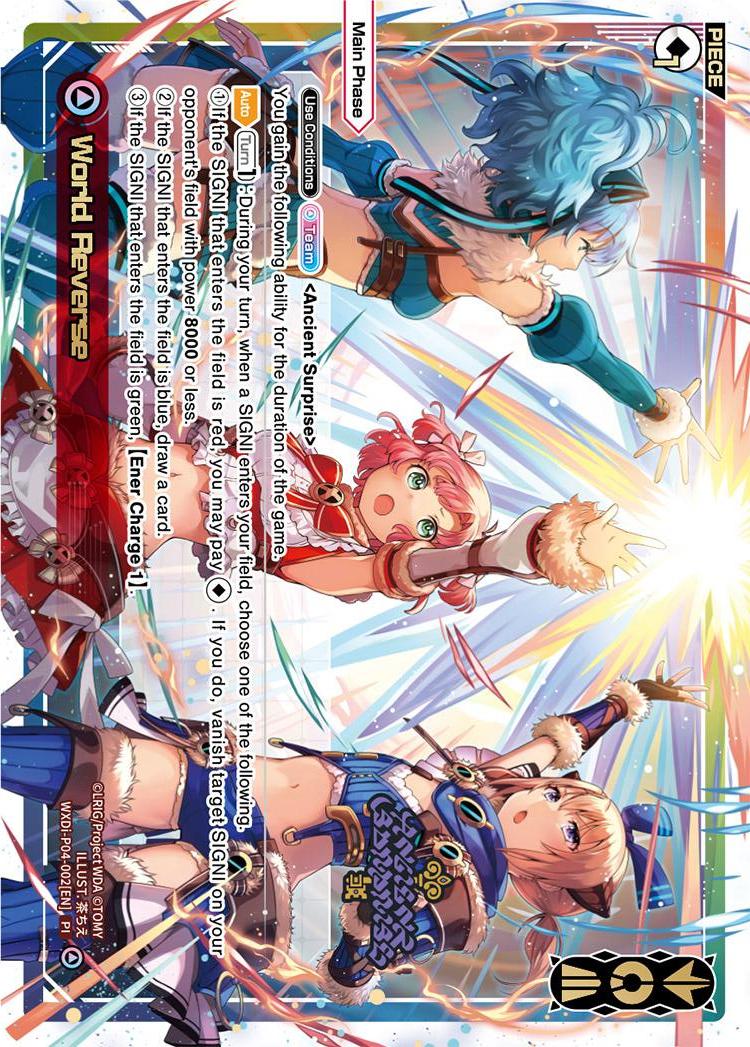 PIECE
1
Main Phase
Use Conditions Team <Ancient Surprise>
You gain the following ability for the duration of the game.
Auto Turn 1 : During your turn, when a SIGNI enters your field, choose one of the following.
① If the SIGNI that enters the field is red, you may pay ◆. If you do, vanish target SIGNI on your
opponent's field with power 8000 or less.
② If the SIGNI that enters the field is blue, draw a card.
③ If the SIGNI that enters the field is green, [Ener Charge 1].
World Reverse
©LRIG/Project WDA ©TOMY
ILLUST. 茶ちえ
WXDi-P04-002[EN] PI